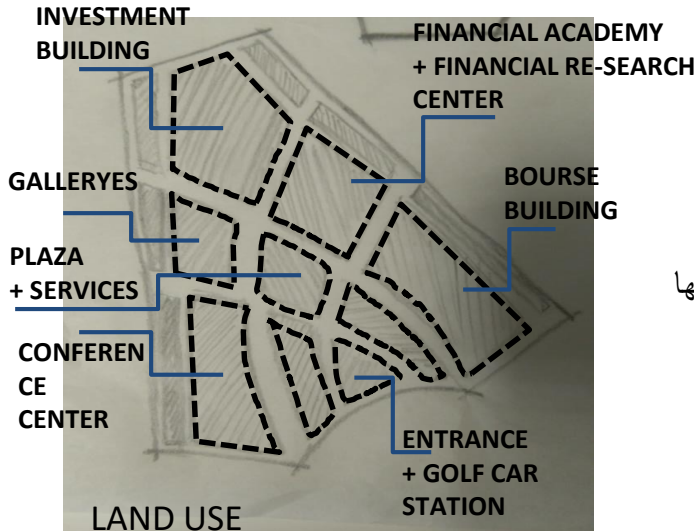 INVESTMENT
BUILDING
FINANCIAL ACADEMY
+ FINANCIAL RE-SEARCH
CENTER
GALLERYES
BOURSE
BUILDING
PLAZA
+ SERVICES
ها
CONFEREN
CE
CENTER
ENTRANCE
+ GOLF CAR
STATION
LAND USE